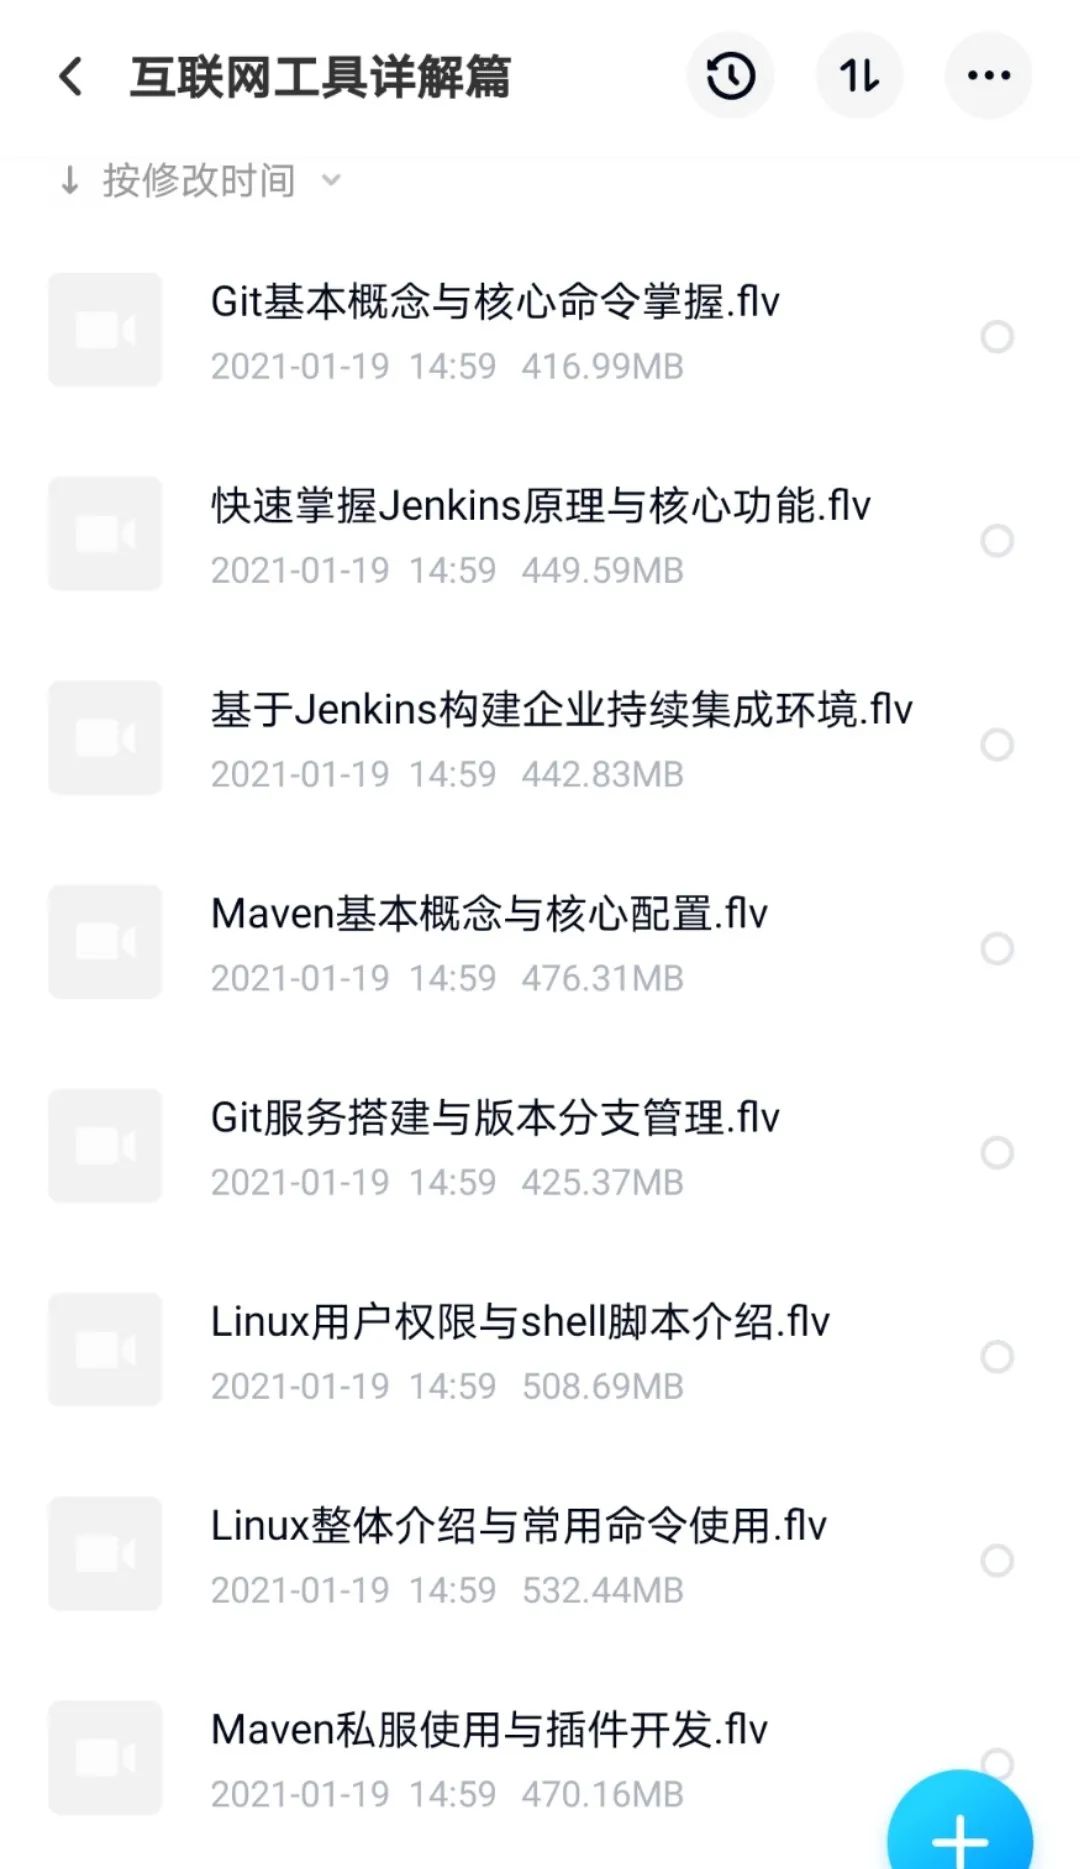 互联网工具详解篇
按修改时间
Git基本概念与核心命令掌握.flv
2021-01-19 14:59 416.99MB
快速掌握Jenkins原理与核心功能.flv
2021-01-19 14:59 449.59MB
基于Jenkins构建企业持续集成环境.flv
2021-01-19 14:59 442.83MB
Maven基本概念与核心配置.flv
2021-01-19 14:59 476.31MB
Git服务搭建与版本分支管理.flv
2021-01-19 14:59 425.37MB
Linux用户权限与shell脚本介绍.flv
2021-01-19 14:59 508.69MB
Linux整体介绍与常用命令使用.flv
2021-01-19 14:59 532.44MB
Maven私服使用与插件开发.flv
2021-01-19 14:59 470.16MB